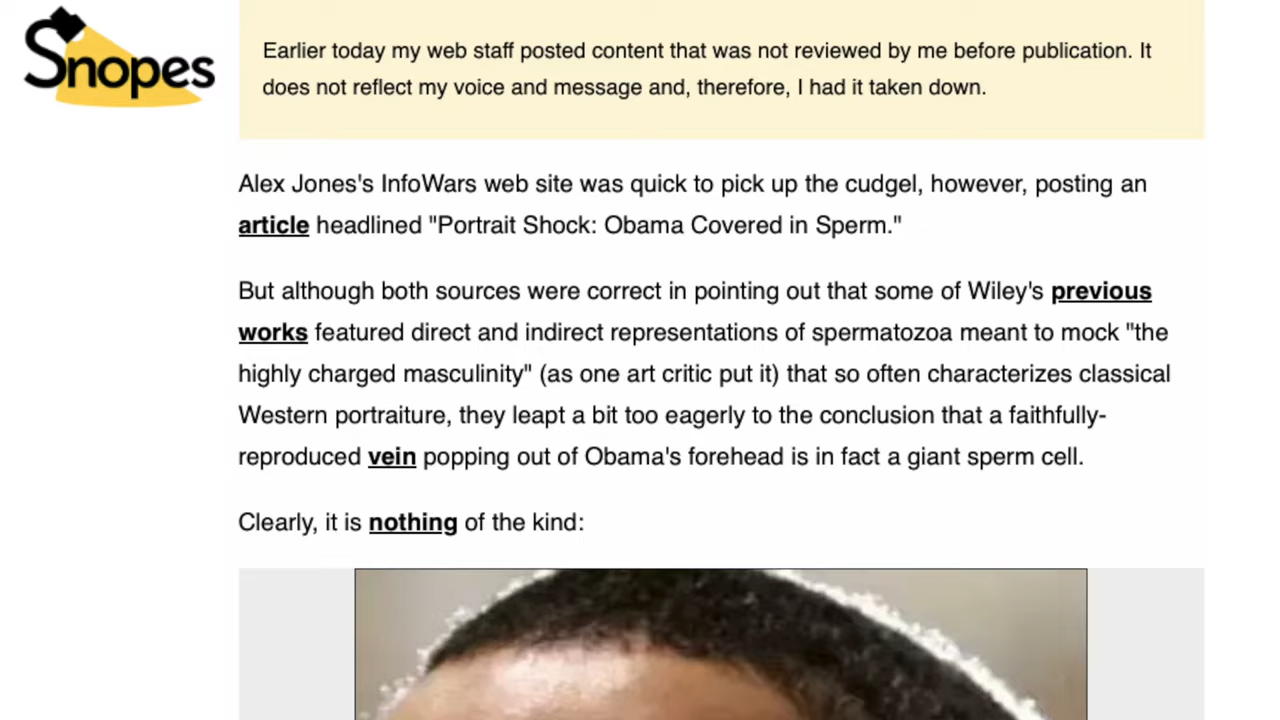 Snopes
Earlier today my web staff posted content that was not reviewed by me before publication. It
does not reflect my voice and message and, therefore, I had it taken down.
Alex Jones's InfoWars web site was quick to pick up the cudgel, however, posting an
article headlined "Portrait Shock: Obama Covered in Sperm."
But although both sources were correct in pointing out that some of Wiley's previous
works featured direct and indirect representations of spermatozoa meant to mock "the
highly charged masculinity" (as one art critic put it) that so often characterizes classical
Western portraiture, they leapt a bit too eagerly to the conclusion that a faithfully-
reproduced vein popping out of Obama's forehead is in fact a giant sperm cell.
Clearly, it is nothing of the kind: